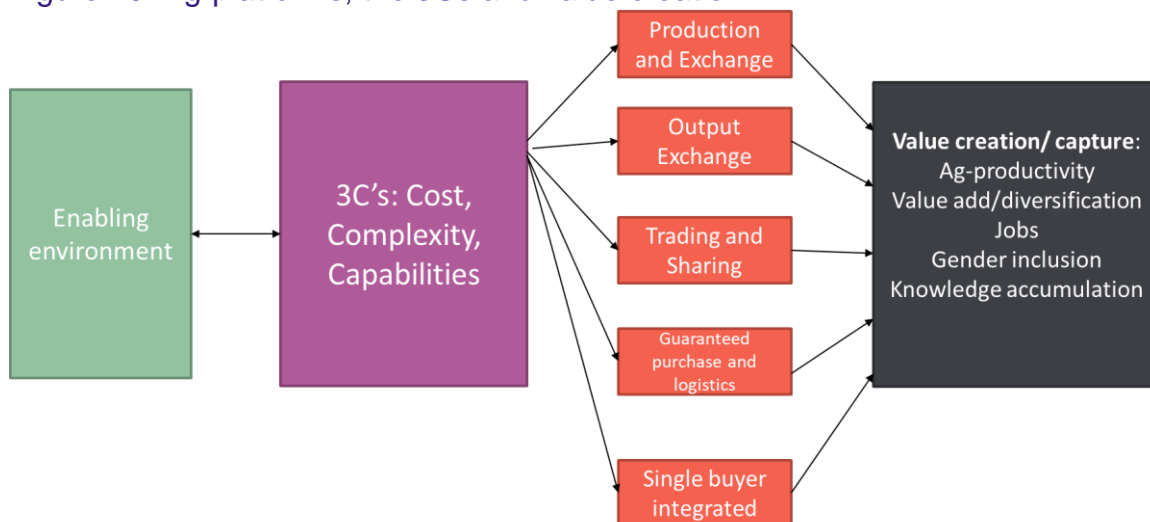 Production
and Exchange
Output
Exchange
Enabling
environment
3C's: Cost,
Complexity,
Capabilities
Trading and
Sharing
Guaranteed
purchase and
logistics
Single buyer
integrated
Value creation/ capture:
Ag-productivity
Value add/diversification
Jobs
Gender inclusion
Knowledge accumulation